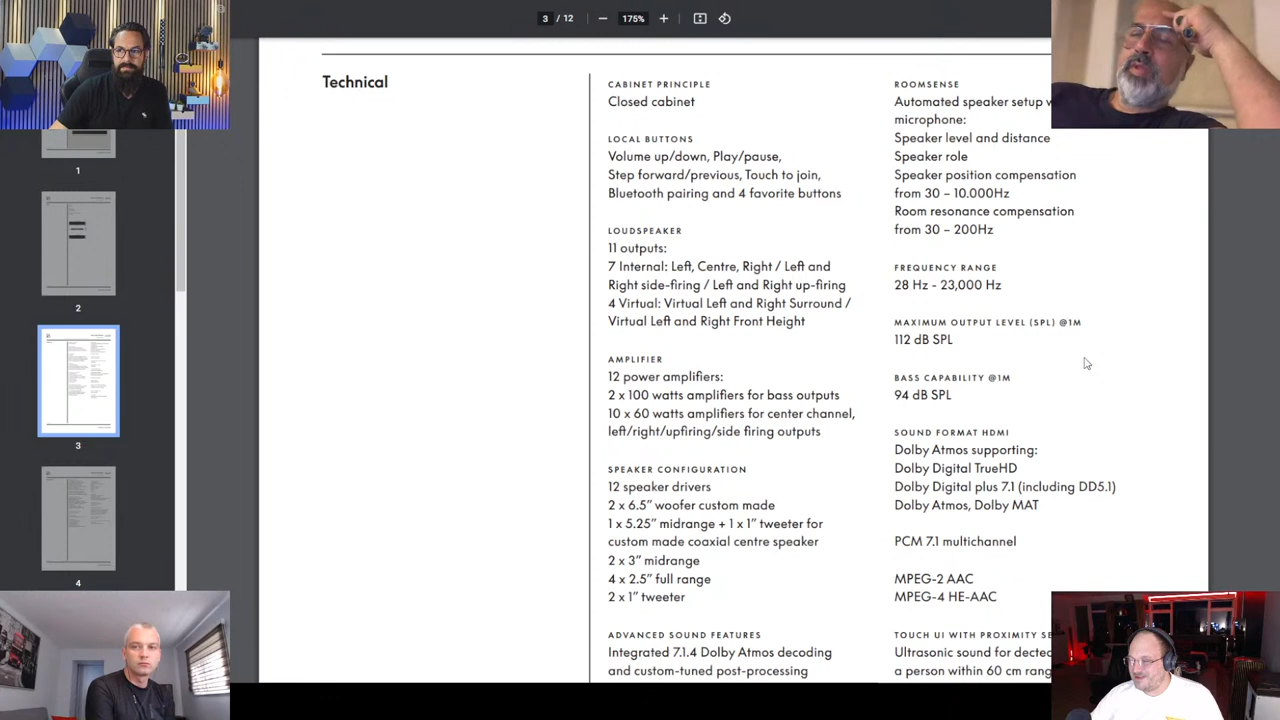 3 / 12
175%
Technical
CABINET PRINCIPLE
Closed cabinet
LOCAL BUTTONS
Volume up/down, Play/pause,
Step forward/previous, Touch to join,
Bluetooth pairing and 4 favorite buttons
LOUDSPEAKER
11 outputs:
7 Internal: Left, Centre, Right / Left and
Right side-firing / Left and Right up-firing
4 Virtual: Virtual Left and Right Surround /
Virtual Left and Right Front Height
AMPLIFIER
12 power amplifiers:
2 x 100 watts amplifiers for bass outputs
10 x 60 watts amplifiers for center channel,
left/right/upfiring/side firing outputs
SPEAKER CONFIGURATION
12 speaker drivers
2 x 6.5” woofer custom made
1 x 5.25” midrange + 1 x 1” tweeter for
custom made coaxial centre speaker
2 x 3” midrange
4 x 2.5” full range
2 x 1” tweeter
ADVANCED SOUND FEATURES
Integrated 7.1.4 Dolby Atmos decoding
and custom-tuned post-processing
ROOMSENSE
Automated speaker setup
microphone:
Speaker level and distance
Speaker role
Speaker position compensation
from 30 – 10.000Hz
Room resonance compensation
from 30 – 200Hz
FREQUENCY RANGE
28 Hz - 23,000 Hz
MAXIMUM OUTPUT LEVEL (SPL) @1M
112 dB SPL
BASS CAPABILITY @1M
94 dB SPL
SOUND FORMAT HDMI
Dolby Atmos supporting:
Dolby Digital TrueHD
Dolby Digital plus 7.1 (including DD5.1)
Dolby Atmos, Dolby MAT
PCM 7.1 multichannel
MPEG-2 AAC
MPEG-4 HE-AAC
TOUCH UI WITH PROXIMITY SE
Ultrasonic sound for dectec
a person within 60 cm rang
1
2
3
4